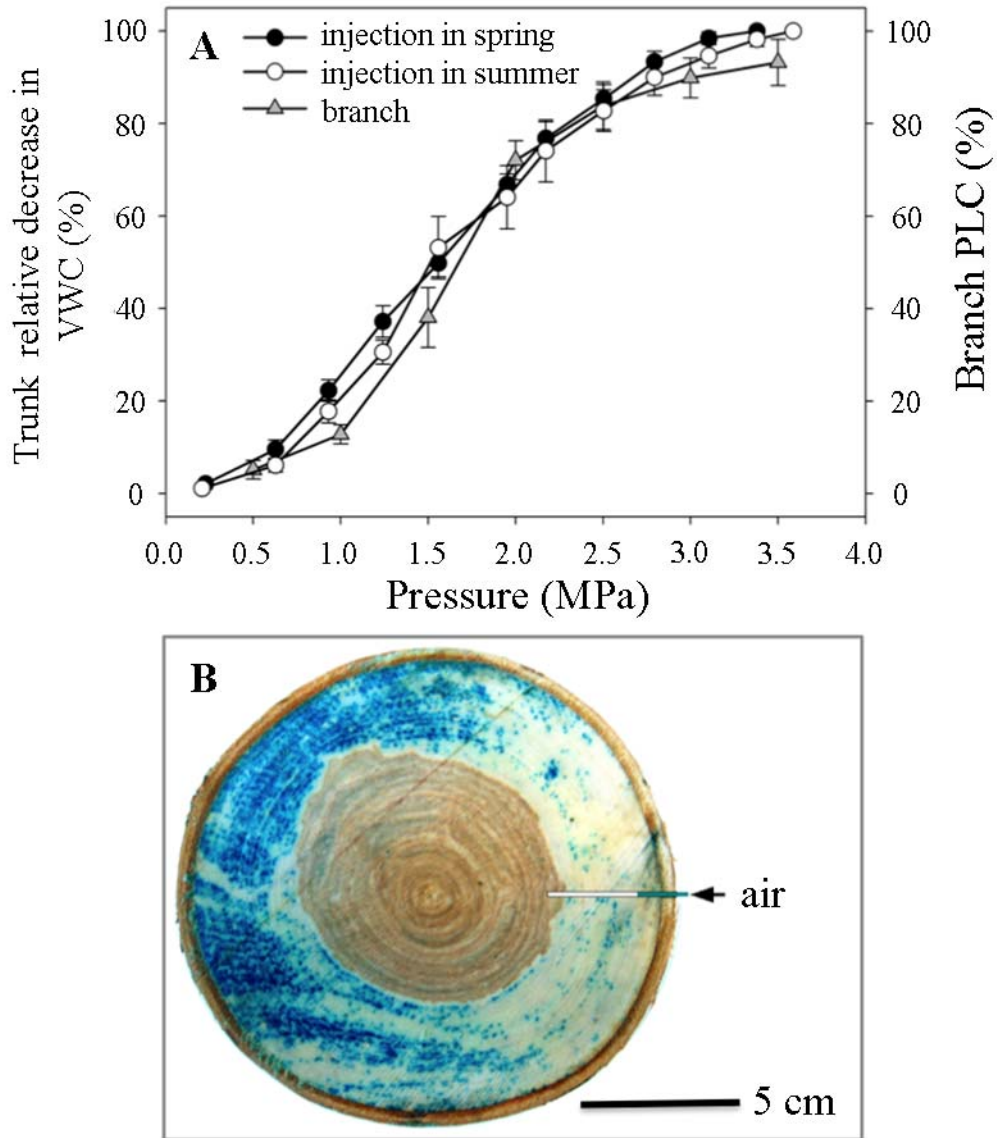 A
injection in spring
injection in summer
branch
Trunk relative decrease in
VWC (%)
100
80
60
40
20
0
Branch PLC (%)
100
80
60
40
20
0
0.0 0.5 1.0 1.5 2.0 2.5 3.0 3.5 4.0
Pressure (MPa)
B
air
5 cm